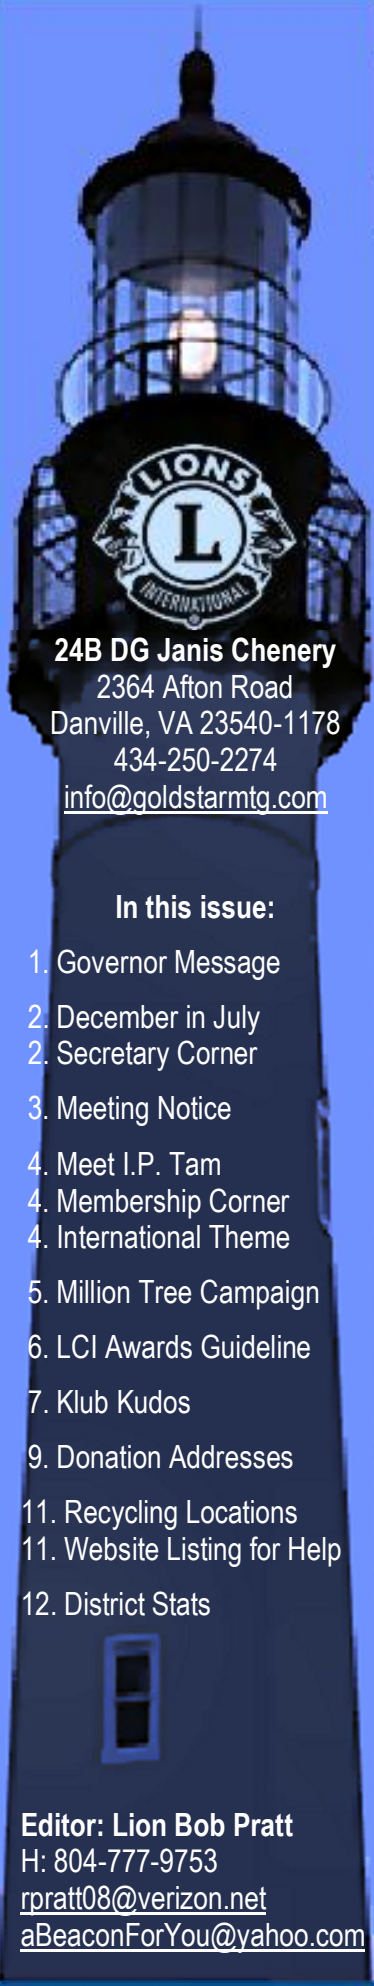 LIONS
L
INTERNATIONAL
24B DG Janis Chenery
2364 Afton Road
Danville, VA 23540-1178
434-250-2274
info@goldstarmtg.com
In this issue:
1. Governor Message
2. December in July
2. Secretary Corner
3. Meeting Notice
4. Meet I.P. Tam
4. Membership Corner
4. International Theme
5. Million Tree Campaign
6. LCI Awards Guideline
7. Klub Kudos
9. Donation Addresses
11. Recycling Locations
11. Website Listing for Help
12. District Stats
Editor: Lion Bob Pratt
H: 804-777-9753
rpratt08@verizon.net
aBeaconForYou@yahoo.com